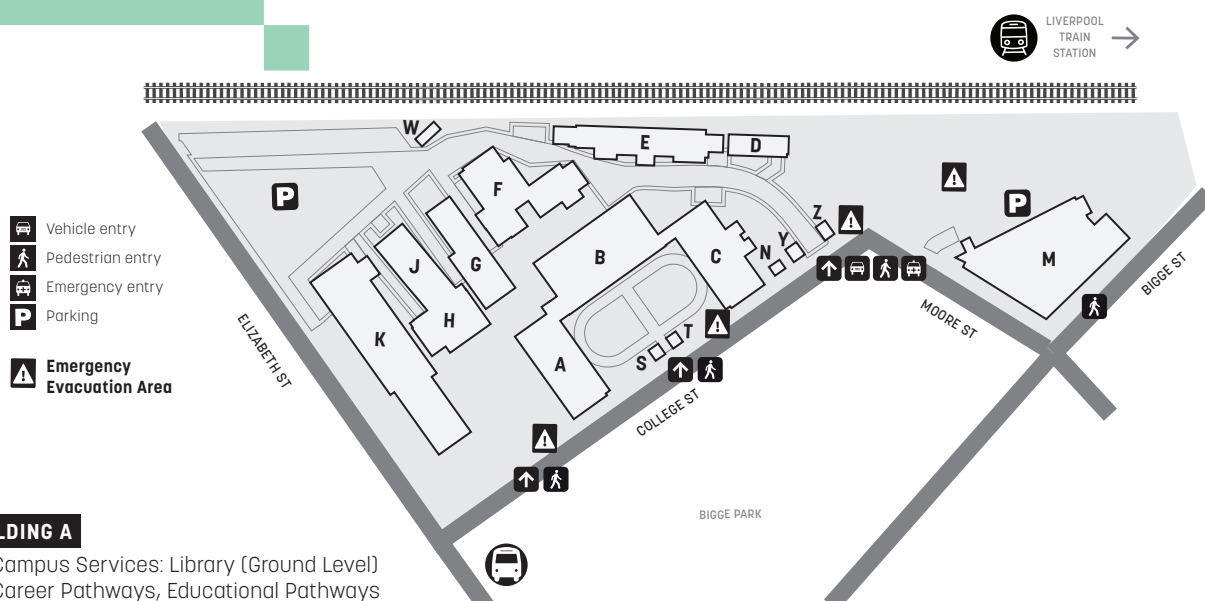 LIVERPOOL
TRAIN
STATION
W
E
D
F
P
P
Z
Vehicle entry
Pedestrian entry
Emergency entry
P Parking
Emergency
Evacuation Area
J
G
B
C
N
Y
M
BIGGE ST
ELIZABETH ST
K
H
A
S
T
MOORE ST
COLLEGE ST
BIGGE PARK
LDING A
Campus Services: Library (Ground Level)
Career Pathways, Educational Pathways